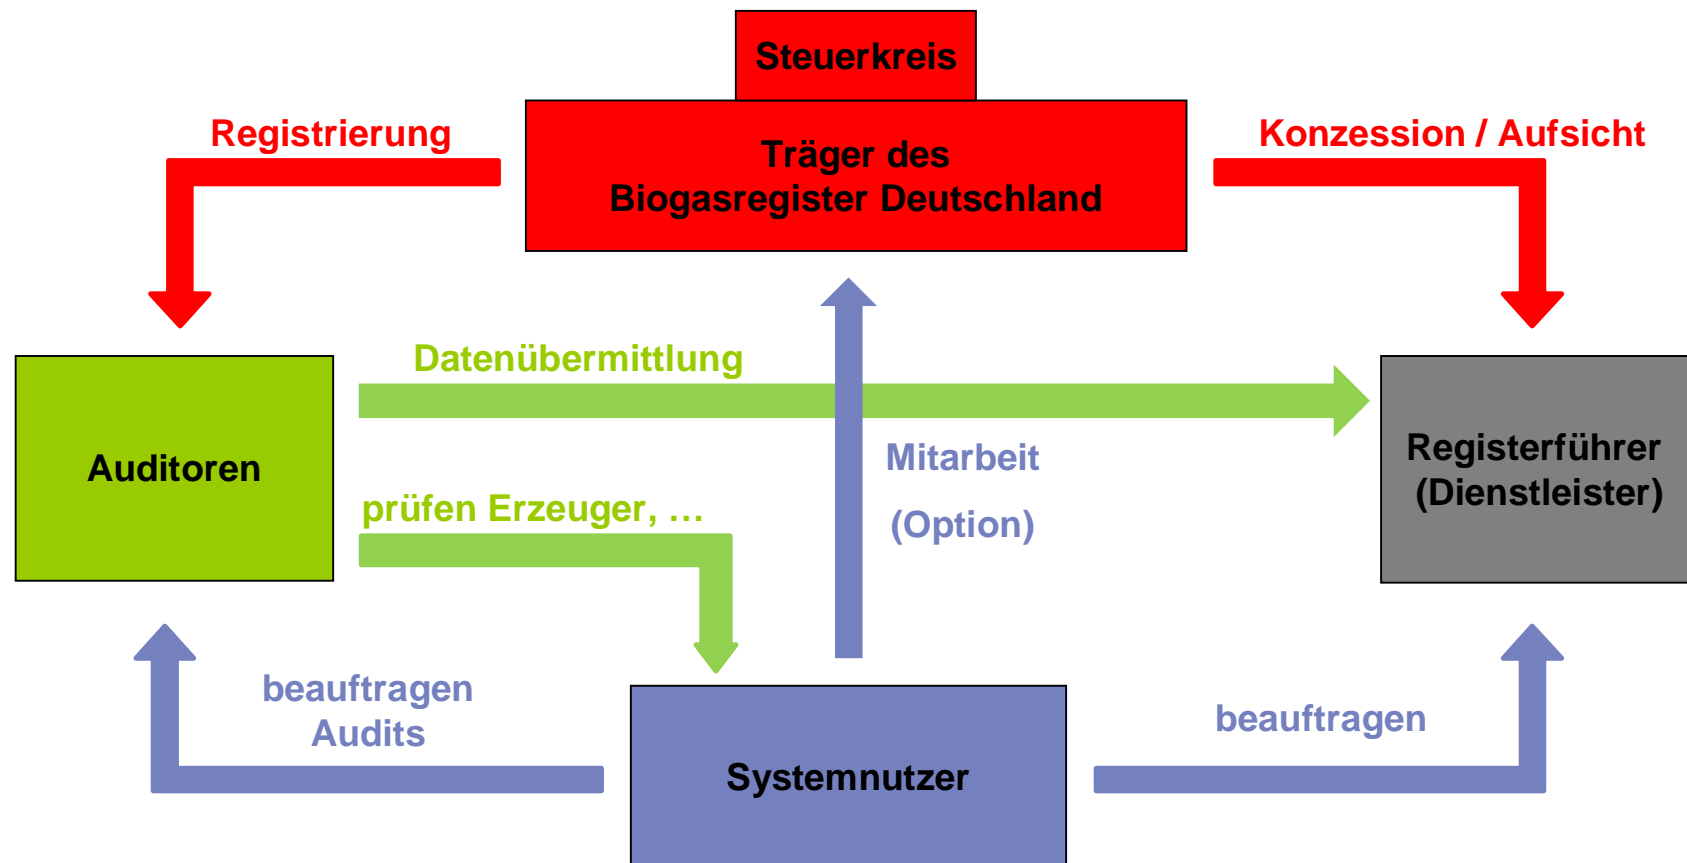 Steuerkreis
Registrierung
Träger des
Biogasregister Deutschland
Konzession / Aufsicht
Datenübermittlung
Auditoren
Mitarbeit
(Option)
Registerführer
(Dienstleister)
prüfen Erzeuger, …
beauftragen
Audits
Systemnutzer
beauftragen